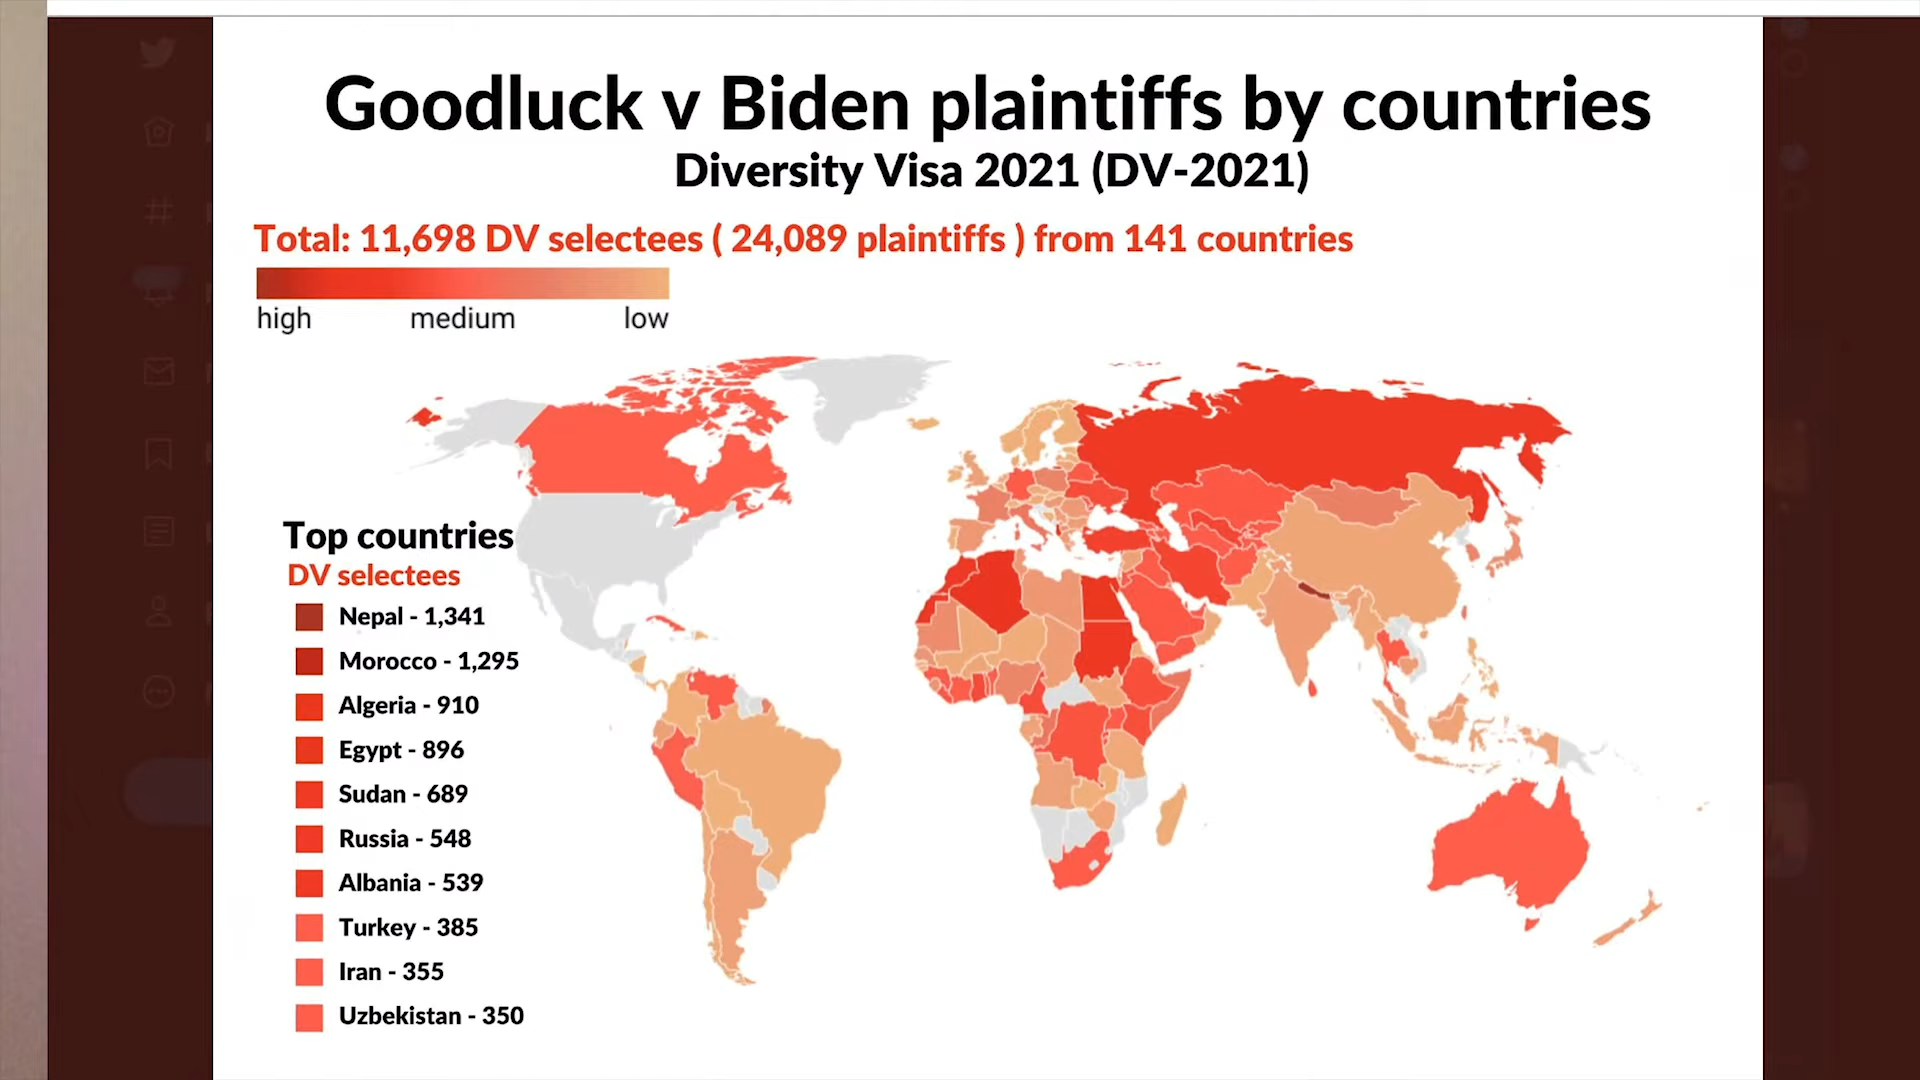 Goodluck v Biden plaintiffs by countries
Diversity Visa 2021 (DV-2021)
Total: 11,698 DV selectees ( 24,089 plaintiffs ) from 141 countries
high medium low
Top countries
DV selectees
Nepal - 1,341
Morocco - 1,295
Algeria - 910
Egypt - 896
Sudan - 689
Russia - 548
Albania - 539
Turkey - 385
Iran - 355
Uzbekistan - 350